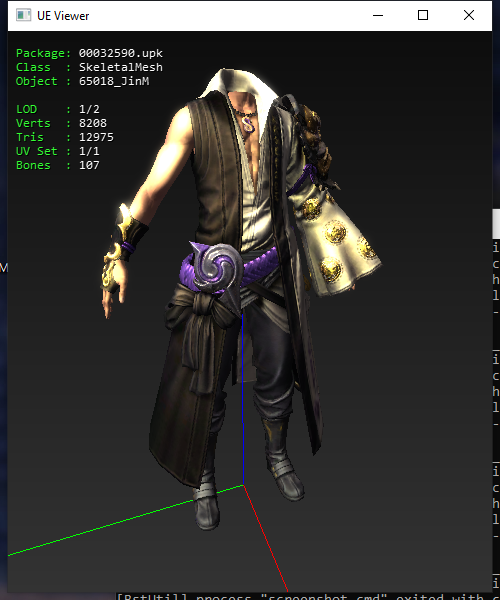 UE Viewer
Package: 00032590.upk
Class  : SkeletalMesh
Object : 65018_JinM
LOD    : 1/2
Verts  : 8208
Tris   : 12975
UV Set : 1/1
Bones  : 107
M
i
c
h
l
-
i
c
h
l
-
i
c
h
l
-
i
[BstUtil] process "screenshot.cmd" exited with c